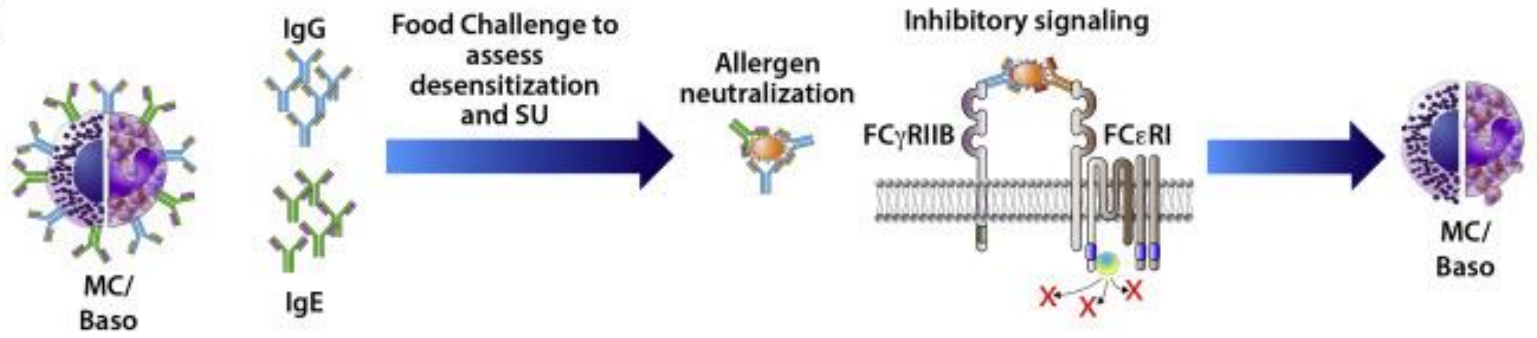 MC/
Baso
IgG
IgE
Food Challenge to
assess
desensitization
and SU
Allergen
neutralization
Inhibitory signaling
FCγRIIB
FCεRI
X
X
X
MC/
Baso